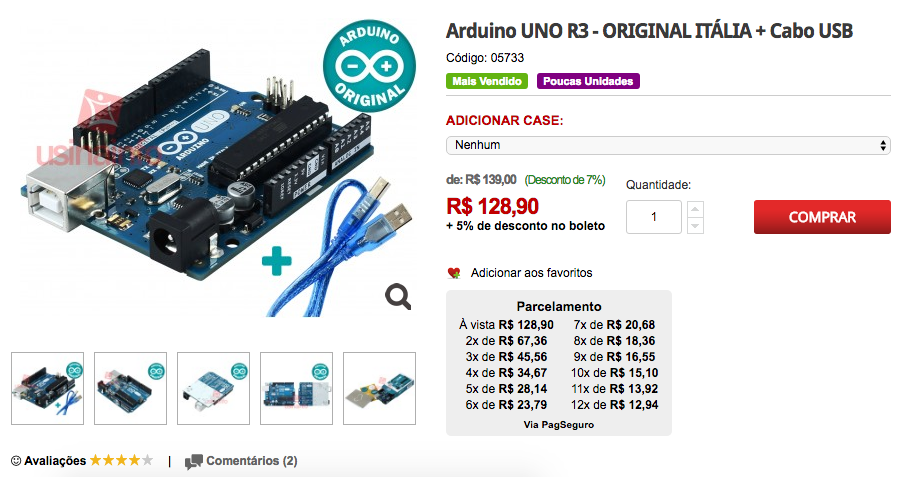 Arduino UNO R3 - ORIGINAL ITÁLIA + Cabo USB
Código: 05733
Mais Vendido Poucas Unidades
ADICIONAR CASE:
Nenhum
de: R$ 139,00 (Desconto de 7%)
Quantidade:
R$ 128,90
1
COMPRAR
+ 5% de desconto no boleto
Adicionar aos favoritos
Parcelamento
À vista R$ 128,90 7x de R$ 20,68
2x de R$ 67,36 8x de R$ 18,36
3x de R$ 45,56 9x de R$ 16,55
4x de R$ 34,67 10x de R$ 15,10
5x de R$ 28,14 11x de R$ 13,92
6x de R$ 23,79 12x de R$ 12,94
Via PagSeguro
ARDUINO
ORIGINAL
UNO
ARDUINO
Avaliações | Comentários (2)